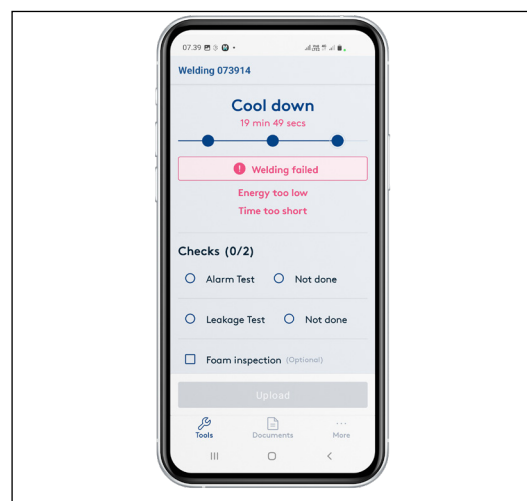 07.39
Welding 073914
Cool down
19 min 49 secs
Welding failed
Energy too low
Time too short
Checks (0/2)
Alarm Test Not done
Leakage Test Not done
Foam inspection (Optional)
Upload
Tools Documents More